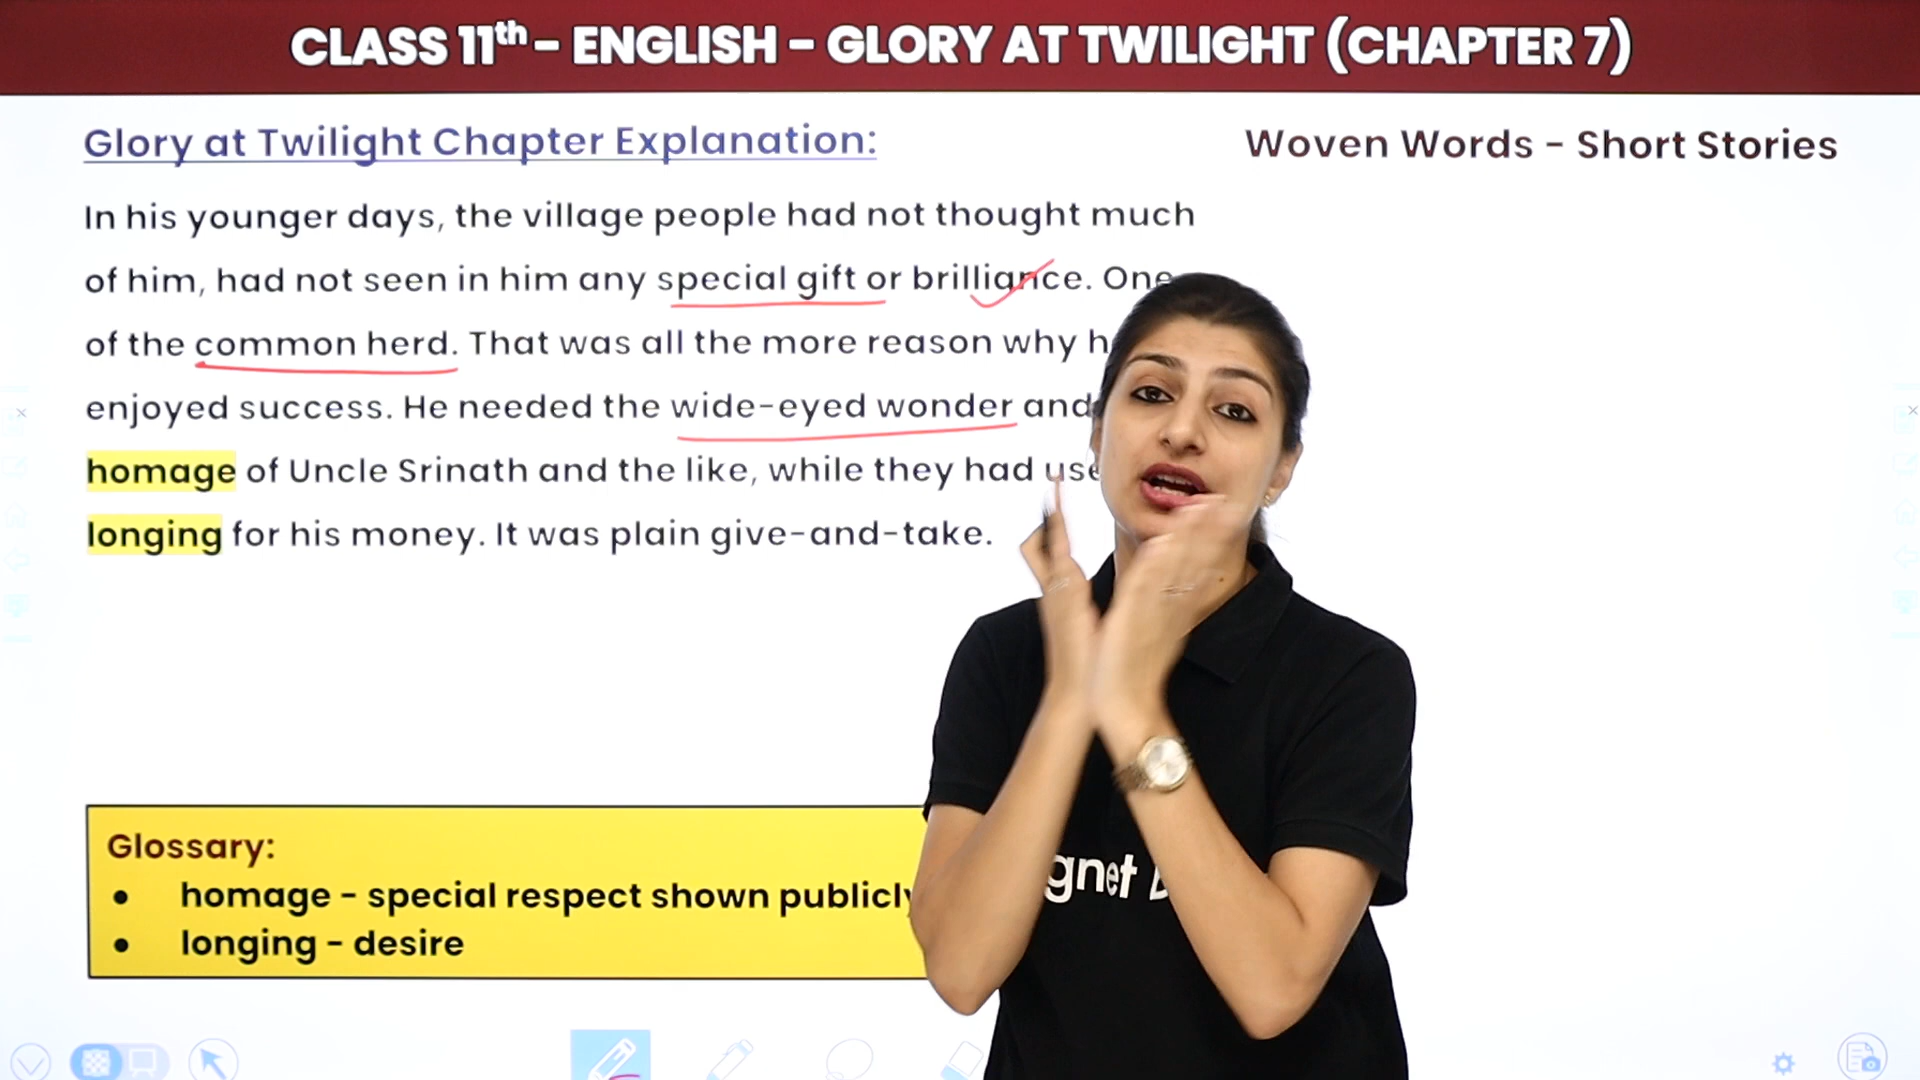 CLASS 11th – ENGLISH – GLORY AT TWILIGHT (CHAPTER 7)
Glory at Twilight Chapter Explanation:
Woven Words – Short Stories
In his younger days, the village people had not thought much
of him, had not seen in him any special gift or brilliance. One
of the common herd. That was all the more reason why
enjoyed success. He needed the wide-eyed wonder and
homage of Uncle Srinath and the like, while they had
longing for his money. It was plain give-and-take.
Glossary:
● homage – special respect shown publicly
● longing – desire